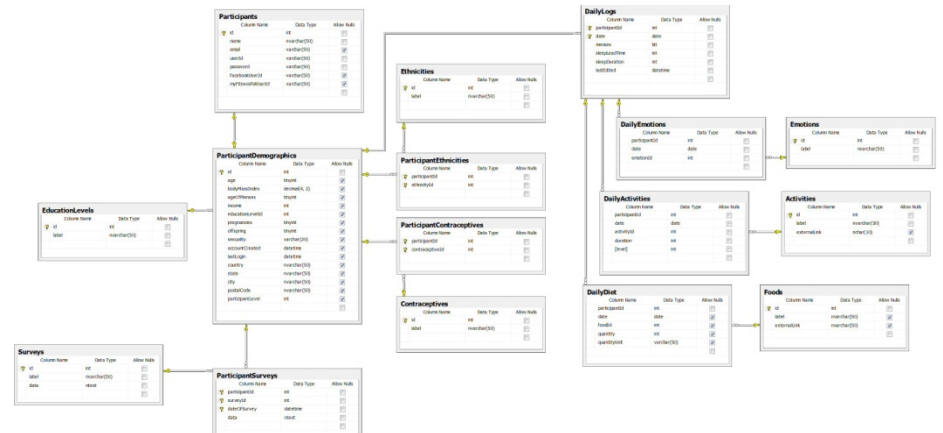 Participants
Column Name Data Type Allow Nulls
id int
name nvarchar(50)
email varchar(50)
userId varchar(50)
password varchar(50)
facebookUserId varchar(50)
myFitnessPalUserId varchar(50)
ParticipantDemographics
Column Name Data Type Allow Nulls
id int
age tinyint
bodyMassIndex decimal(4, 2)
ageOfMenses tinyint
income int
educationLevelId int
pregnancies tinyint
offspring tinyint
sexuality varchar(20)
accountCreated datetime
lastLogin datetime
country nvarchar(50)
state nvarchar(50)
city nvarchar(50)
postalCode nvarchar(50)
participantLevel int
EducationLevels
Column Name Data Type Allow Nulls
id int
label nvarchar(50)
Surveys
Column Name Data Type Allow Nulls
id int
label nvarchar(50)
data ntext
ParticipantSurveys
Column Name Data Type Allow Nulls
participantId int
surveyId int
dateOfSurvey datetime
data ntext
Ethnicities
Column Name Data Type Allow Nulls
id int
label nvarchar(50)
ParticipantEthnicities
Column Name Data Type Allow Nulls
participantId int
ethnicityId int
ParticipantContraceptives
Column Name Data Type Allow Nulls
participantId int
contraceptiveId int
Contraceptives
Column Name Data Type Allow Nulls
id int
label nvarchar(50)
DailyLogs
Column Name Data Type Allow Nulls
participantId int
date date
menses bit
sleepLostTime int
sleepDuration int
lastEdited datetime
DailyEmotions
Column Name Data Type Allow Nulls
participantId int
date date
emotionId int
Emotions
Column Name Data Type Allow Nulls
id int
label nvarchar(50)
DailyActivities
Column Name Data Type Allow Nulls
participantId int
date date
activityId int
duration int
[level] int
Activities
Column Name Data Type Allow Nulls
id int
label nvarchar(50)
externalLink nchar(10)
DailyDiet
Column Name Data Type Allow Nulls
participantId int
date date
foodId int
quantity int
quantityUnit varchar(50)
Foods
Column Name Data Type Allow Nulls
id int
label nvarchar(50)
externalLink nvarchar(50)